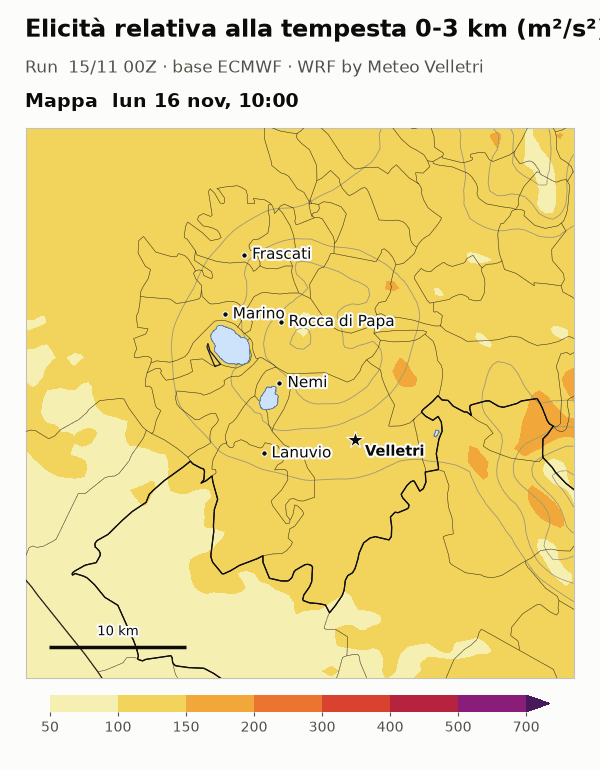 Elicità relativa alla tempesta 0-3 km (m²/s²)
Run  15/11 00Z · base ECMWF · WRF by Meteo Velletri
Mappa  lun 16 nov, 10:00
Frascati
Marino
Rocca di Papa
Nemi
Velletri
Lanuvio
10 km
50 100 150 200 300 400 500 700